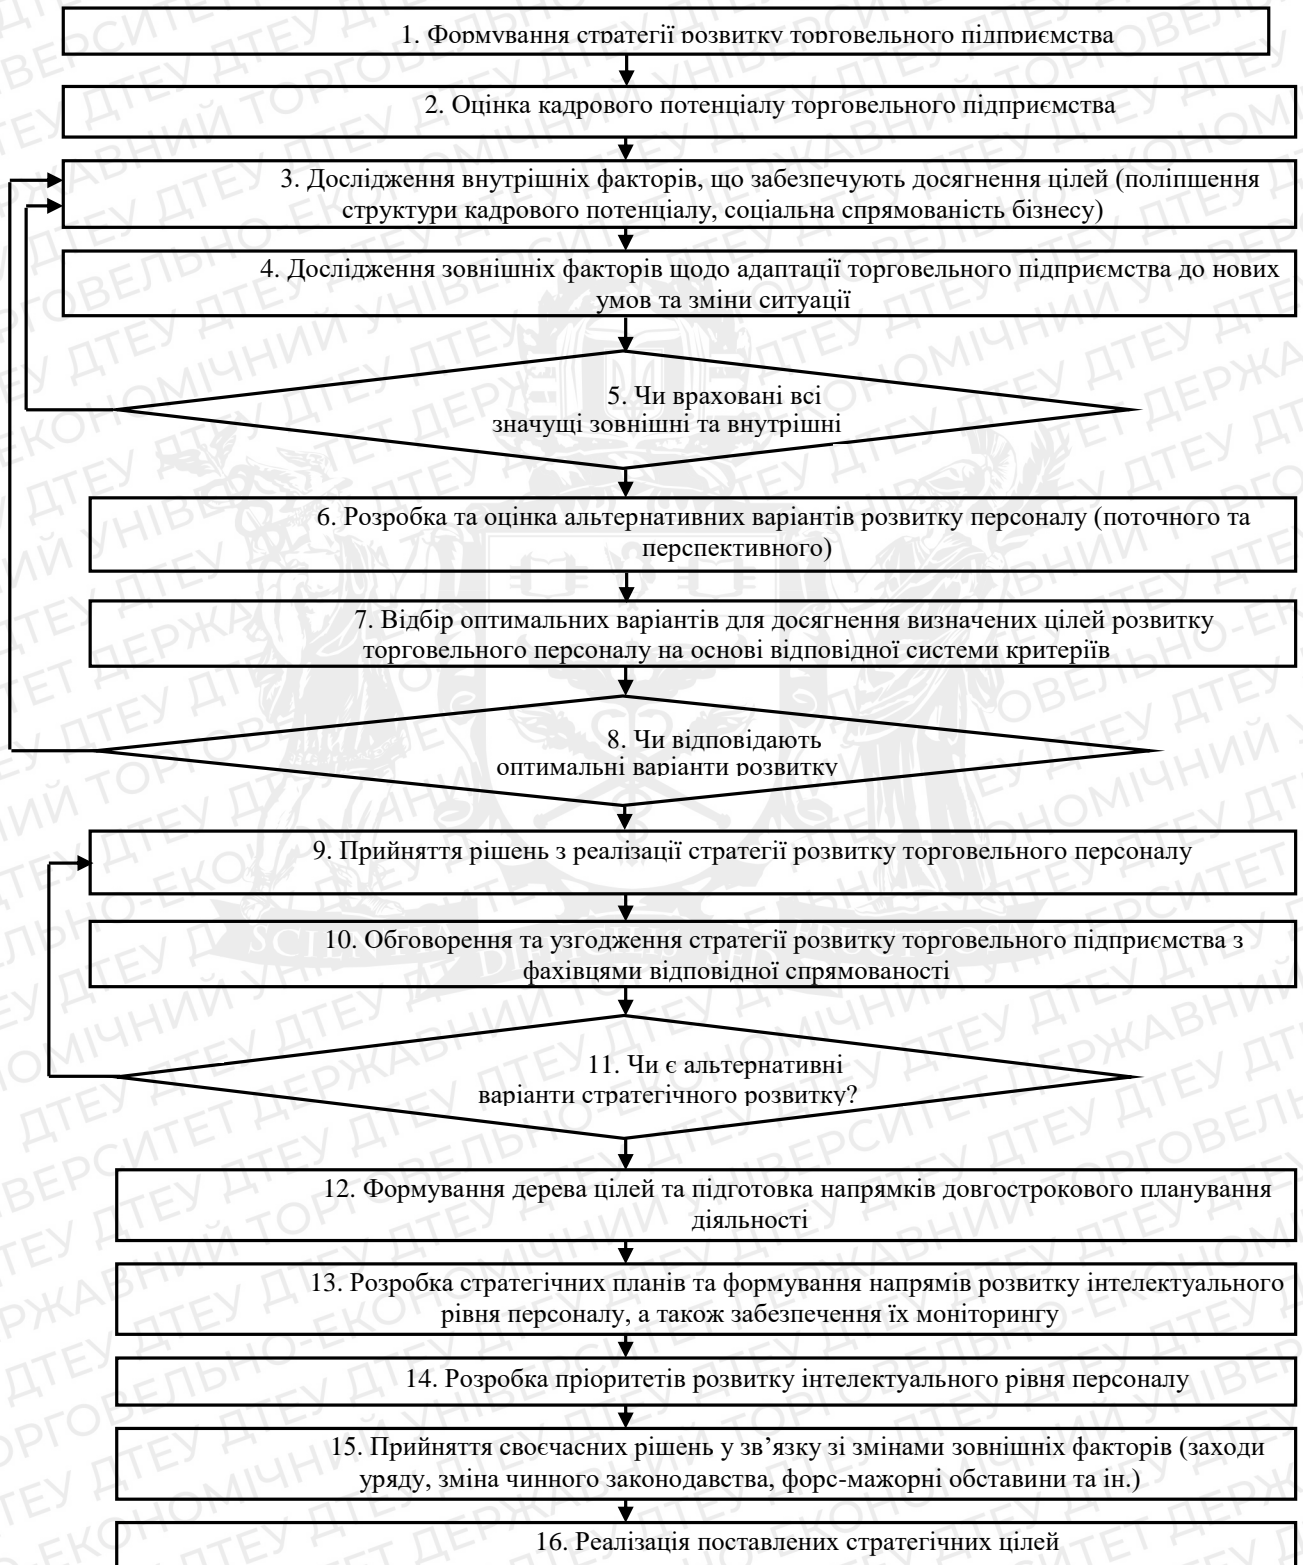 1. Формування стратегії розвитку торговельного підприємства
2. Оцінка кадрового потенціалу торговельного підприємства
3. Дослідження внутрішніх факторів, що забезпечують досягнення цілей (поліпшення
структури кадрового потенціалу, соціальна спрямованість бізнесу)
4. Дослідження зовнішніх факторів щодо адаптації торговельного підприємства до нових
умов та зміни ситуації
5. Чи враховані всі
значущі зовнішні та внутрішні
6. Розробка та оцінка альтернативних варіантів розвитку персоналу (поточного та
перспективного)
7. Відбір оптимальних варіантів для досягнення визначених цілей розвитку
торговельного персоналу на основі відповідної системи критеріїв
8. Чи відповідають
оптимальні варіанти розвитку
9. Прийняття рішень з реалізації стратегії розвитку торговельного персоналу
10. Обговорення та узгодження стратегії розвитку торговельного підприємства з
фахівцями відповідної спрямованості
11. Чи є альтернативні
варіанти стратегічного розвитку?
12. Формування дерева цілей та підготовка напрямків довгострокового планування
діяльності
13. Розробка стратегічних планів та формування напрямів розвитку інтелектуального
рівня персоналу, а також забезпечення їх моніторингу
14. Розробка пріоритетів розвитку інтелектуального рівня персоналу
15. Прийняття своєчасних рішень у зв’язку зі змінами зовнішніх факторів (заходи
уряду, зміна чинного законодавства, форс-мажорні обставини та ін.)
16. Реалізація поставлених стратегічних цілей